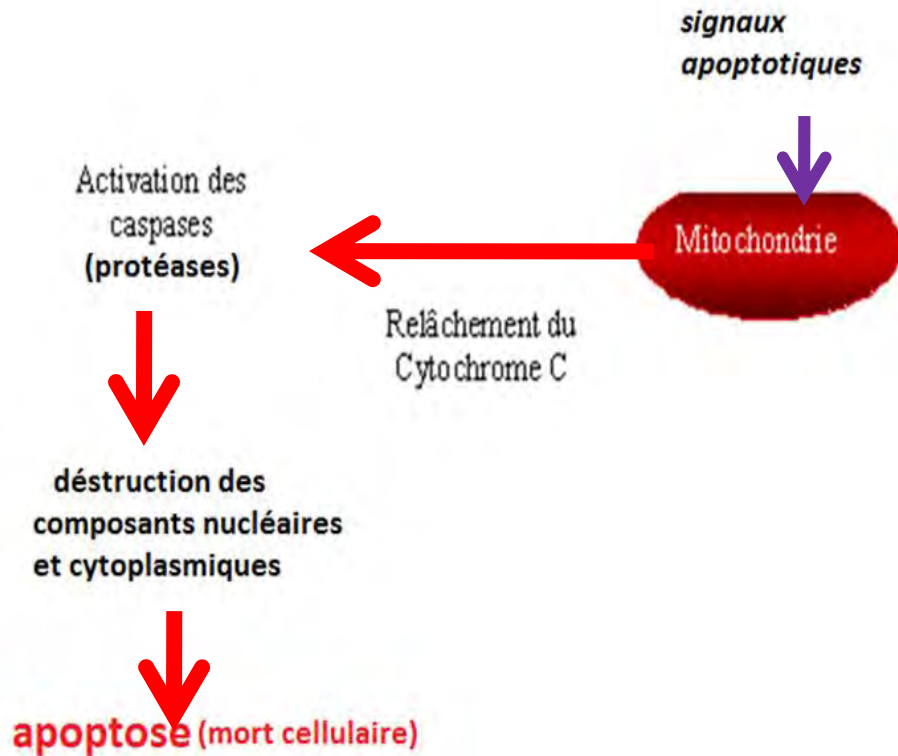 signaux
apoptotiques
Mitochondrie
Relâchement du
Cytochrome C
Activation des
caspases
(protéases)
déstruction des
composants nucléaires
et cytoplasmiques
apoptose (mort cellulaire)